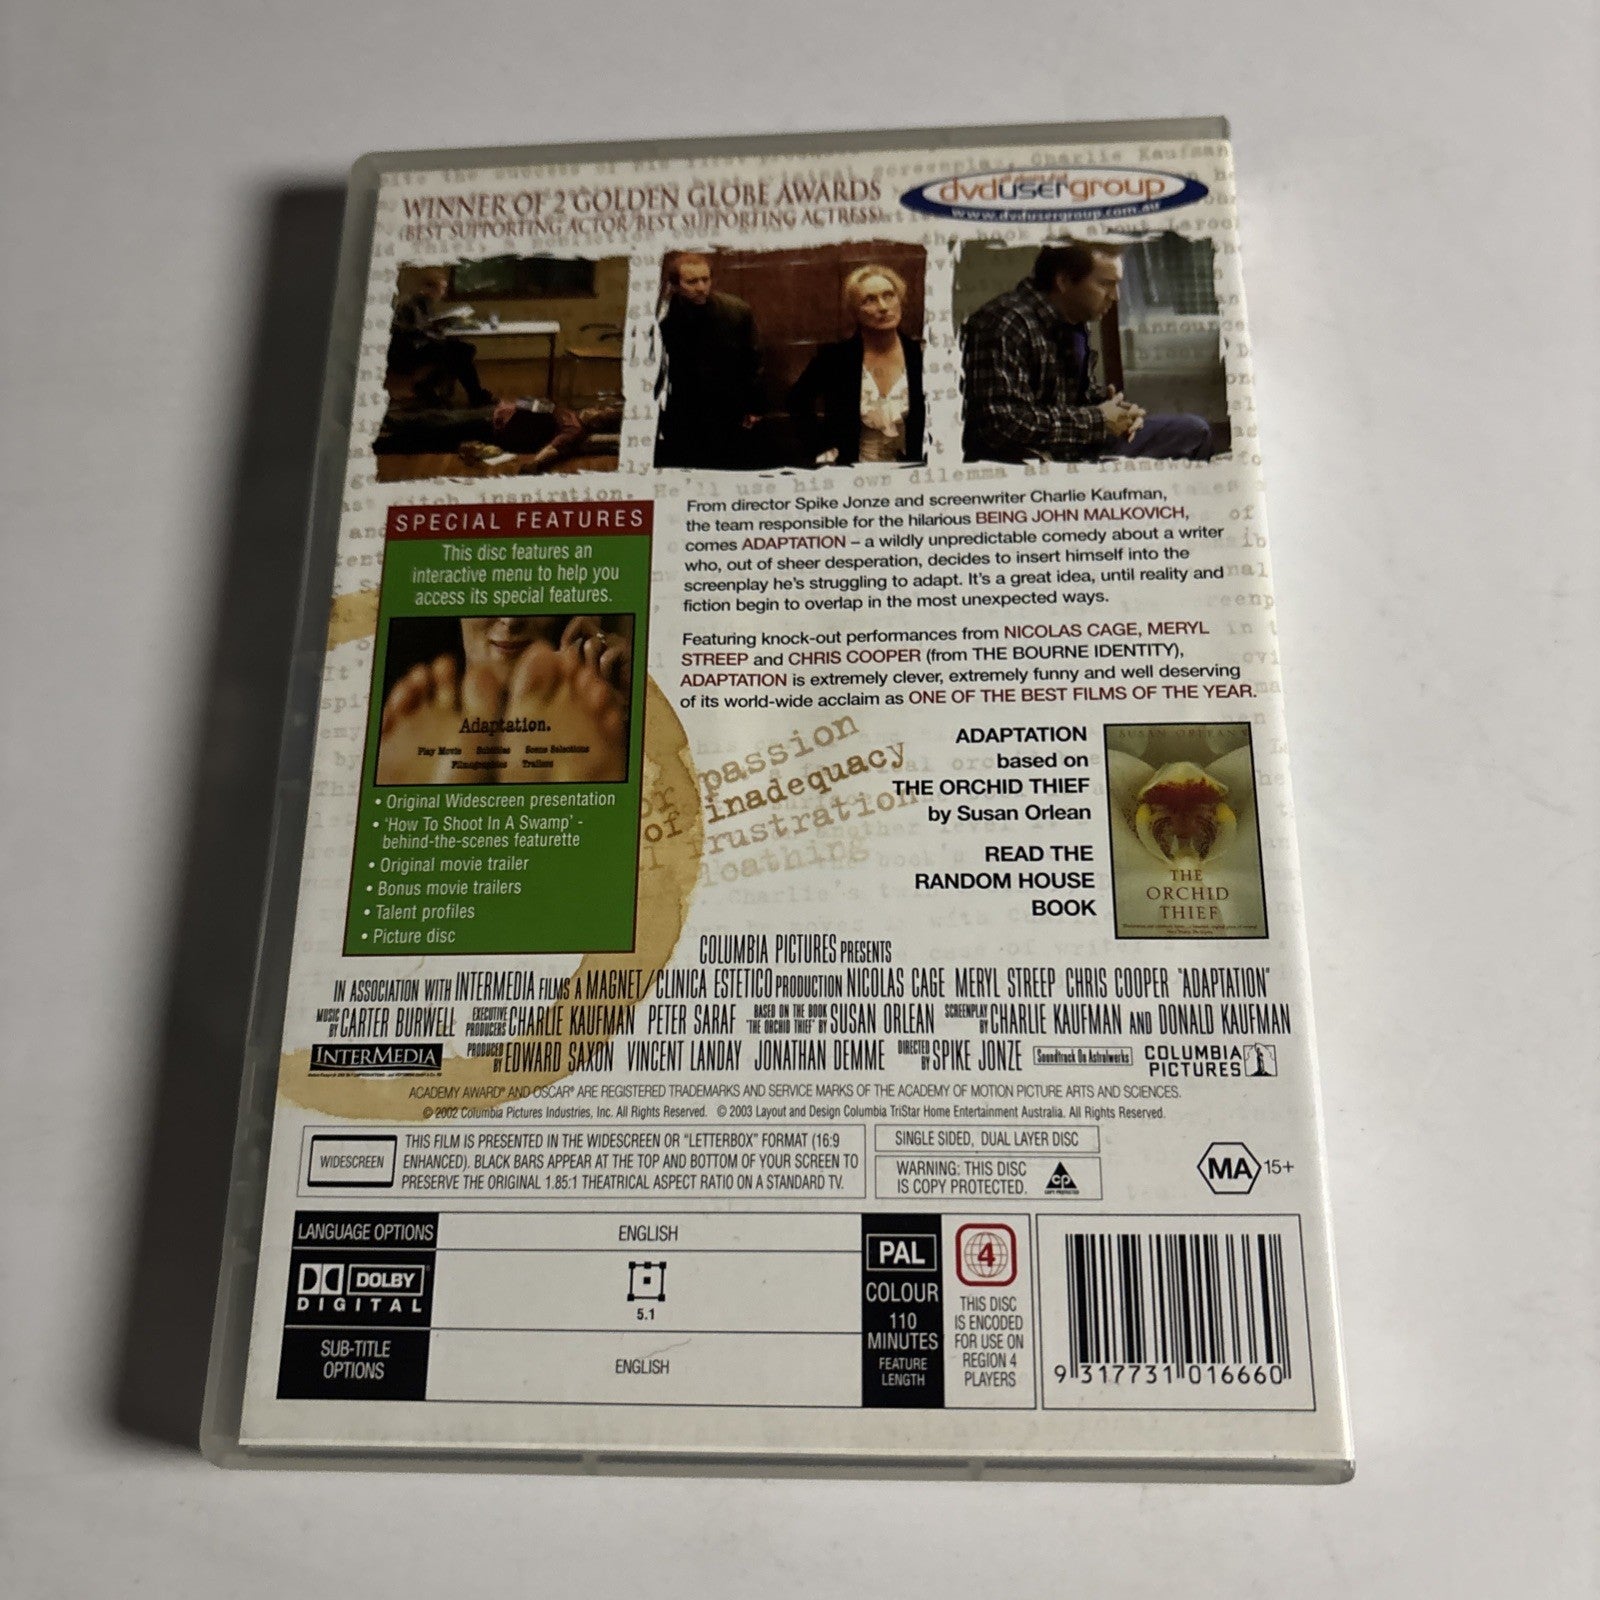 WINNER OF 2 GOLDEN GLOBE AWARDS
(BEST SUPPORTING ACTOR/BEST SUPPORTING ACTRESS)
dvdusergroup
www.dvdusergroup.com.au
SPECIAL FEATURES
This disc features an
interactive menu to help you
access its special features.
Adaptation.
Play Movie Subtitles Scene Selections
Filmographies Trailers
• Original Widescreen presentation
• 'How To Shoot In A Swamp' -
behind-the-scenes featurette
• Original movie trailer
• Bonus movie trailers
• Talent profiles
• Picture disc
From director Spike Jonze and screenwriter Charlie Kaufman,
the team responsible for the hilarious BEING JOHN MALKOVICH,
comes ADAPTATION – a wildly unpredictable comedy about a writer
who, out of sheer desperation, decides to insert himself into the
screenplay he's struggling to adapt. It's a great idea, until reality and
fiction begin to overlap in the most unexpected ways.
Featuring knock-out performances from NICOLAS CAGE, MERYL
STREEP and CHRIS COOPER (from THE BOURNE IDENTITY),
ADAPTATION is extremely clever, extremely funny and well deserving
of its world-wide acclaim as ONE OF THE BEST FILMS OF THE YEAR.
or passion
of inadequacy
l frustration
loathing
ADAPTATION
based on
THE ORCHID THIEF
by Susan Orlean
READ THE
RANDOM HOUSE
BOOK
SUSAN ORLEAN
THE
ORCHID
THIEF
COLUMBIA PICTURES PRESENTS
IN ASSOCIATION WITH INTERMEDIA FILMS A MAGNET/CLINICA ESTETICO PRODUCTION NICOLAS CAGE MERYL STREEP CHRIS COOPER "ADAPTATION"
MUSIC BY CARTER BURWELL EXECUTIVE PRODUCERS CHARLIE KAUFMAN PETER SARAF BASED ON THE BOOK "THE ORCHID THIEF" BY SUSAN ORLEAN SCREENPLAY BY CHARLIE KAUFMAN AND DONALD KAUFMAN
INTERMEDIA PRODUCED BY EDWARD SAXON VINCENT LANDAY JONATHAN DEMME DIRECTED BY SPIKE JONZE Soundtrack On Astralwerks COLUMBIA PICTURES
ACADEMY AWARD® AND OSCAR® ARE REGISTERED TRADEMARKS AND SERVICE MARKS OF THE ACADEMY OF MOTION PICTURE ARTS AND SCIENCES.
© 2002 Columbia Pictures Industries, Inc. All Rights Reserved. © 2003 Layout and Design Columbia TriStar Home Entertainment Australia. All Rights Reserved.
WIDESCREEN
THIS FILM IS PRESENTED IN THE WIDESCREEN OR "LETTERBOX" FORMAT (16:9
ENHANCED). BLACK BARS APPEAR AT THE TOP AND BOTTOM OF YOUR SCREEN TO
PRESERVE THE ORIGINAL 1.85:1 THEATRICAL ASPECT RATIO ON A STANDARD TV.
SINGLE SIDED, DUAL LAYER DISC
WARNING: THIS DISC
IS COPY PROTECTED.
CP
COPY PROTECTED
MA 15+
LANGUAGE OPTIONS
ENGLISH
DOLBY
DIGITAL
5.1
SUB-TITLE
OPTIONS
ENGLISH
PAL
COLOUR
110
MINUTES
FEATURE
LENGTH
4
THIS DISC
IS ENCODED
FOR USE ON
REGION 4
PLAYERS
9 317731 016660